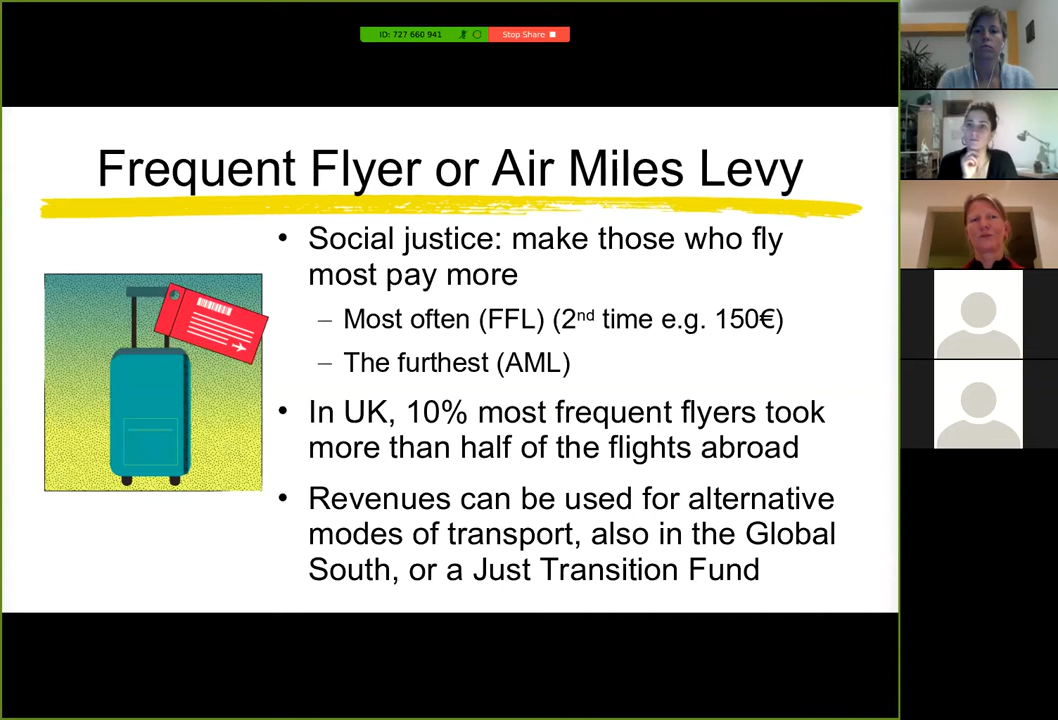 ID: 727 660 941
Stop Share
Frequent Flyer or Air Miles Levy
• Social justice: make those who fly
most pay more
– Most often (FFL) (2nd time e.g. 150€)
– The furthest (AML)
• In UK, 10% most frequent flyers took
more than half of the flights abroad
• Revenues can be used for alternative
modes of transport, also in the Global
South, or a Just Transition Fund